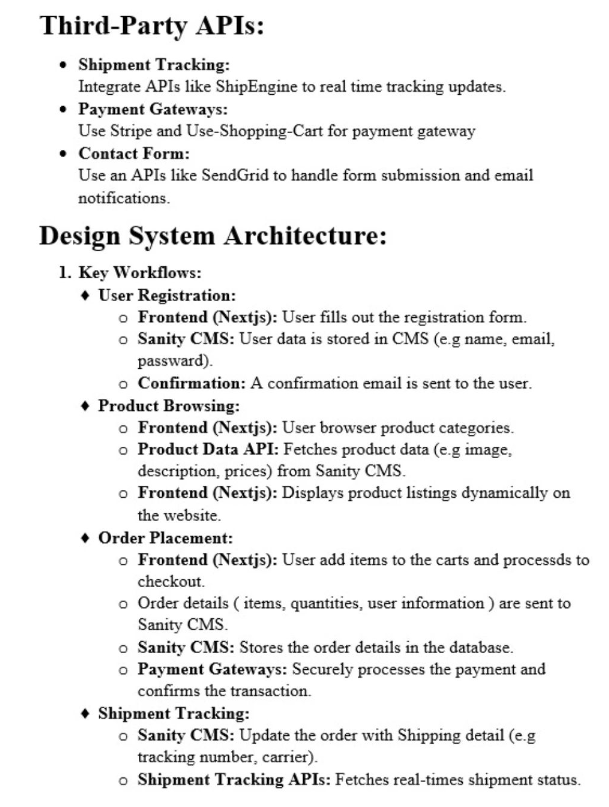 Third-Party APIs:
• Shipment Tracking:
Integrate APIs like ShipEngine to real time tracking updates.
• Payment Gateways:
Use Stripe and Use-Shopping-Cart for payment gateway
• Contact Form:
Use an APIs like SendGrid to handle form submission and email
notifications.
Design System Architecture:
1. Key Workflows:
♦ User Registration:
o Frontend (Nextjs): User fills out the registration form.
o Sanity CMS: User data is stored in CMS (e.g name, email,
passward).
o Confirmation: A confirmation email is sent to the user.
♦ Product Browsing:
o Frontend (Nextjs): User browser product categories.
o Product Data API: Fetches product data (e.g image,
description, prices) from Sanity CMS.
o Frontend (Nextjs): Displays product listings dynamically on
the website.
♦ Order Placement:
o Frontend (Nextjs): User add items to the carts and processds to
checkout.
o Order details ( items, quantities, user information ) are sent to
Sanity CMS.
o Sanity CMS: Stores the order details in the database.
o Payment Gateways: Securely processes the payment and
confirms the transaction.
♦ Shipment Tracking:
o Sanity CMS: Update the order with Shipping detail (e.g
tracking number, carrier).
o Shipment Tracking APIs: Fetches real-times shipment status.